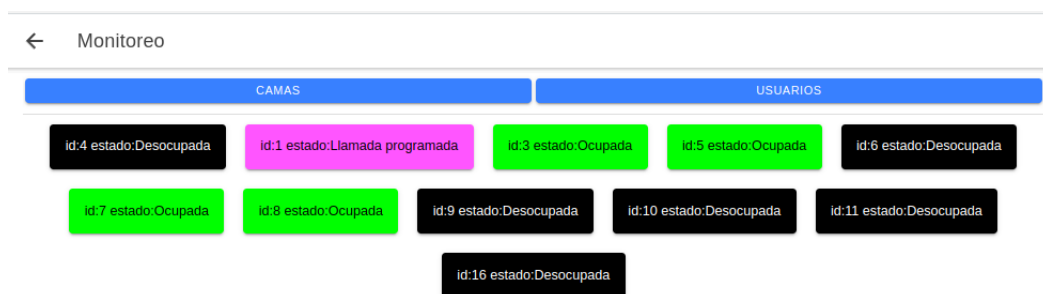 Monitoreo
CAMAS USUARIOS
id:4 estado:Desocupada id:1 estado:Llamada programada id:3 estado:Ocupada id:5 estado:Ocupada id:6 estado:Desocupada
id:7 estado:Ocupada id:8 estado:Ocupada id:9 estado:Desocupada id:10 estado:Desocupada id:11 estado:Desocupada
id:16 estado:Desocupada